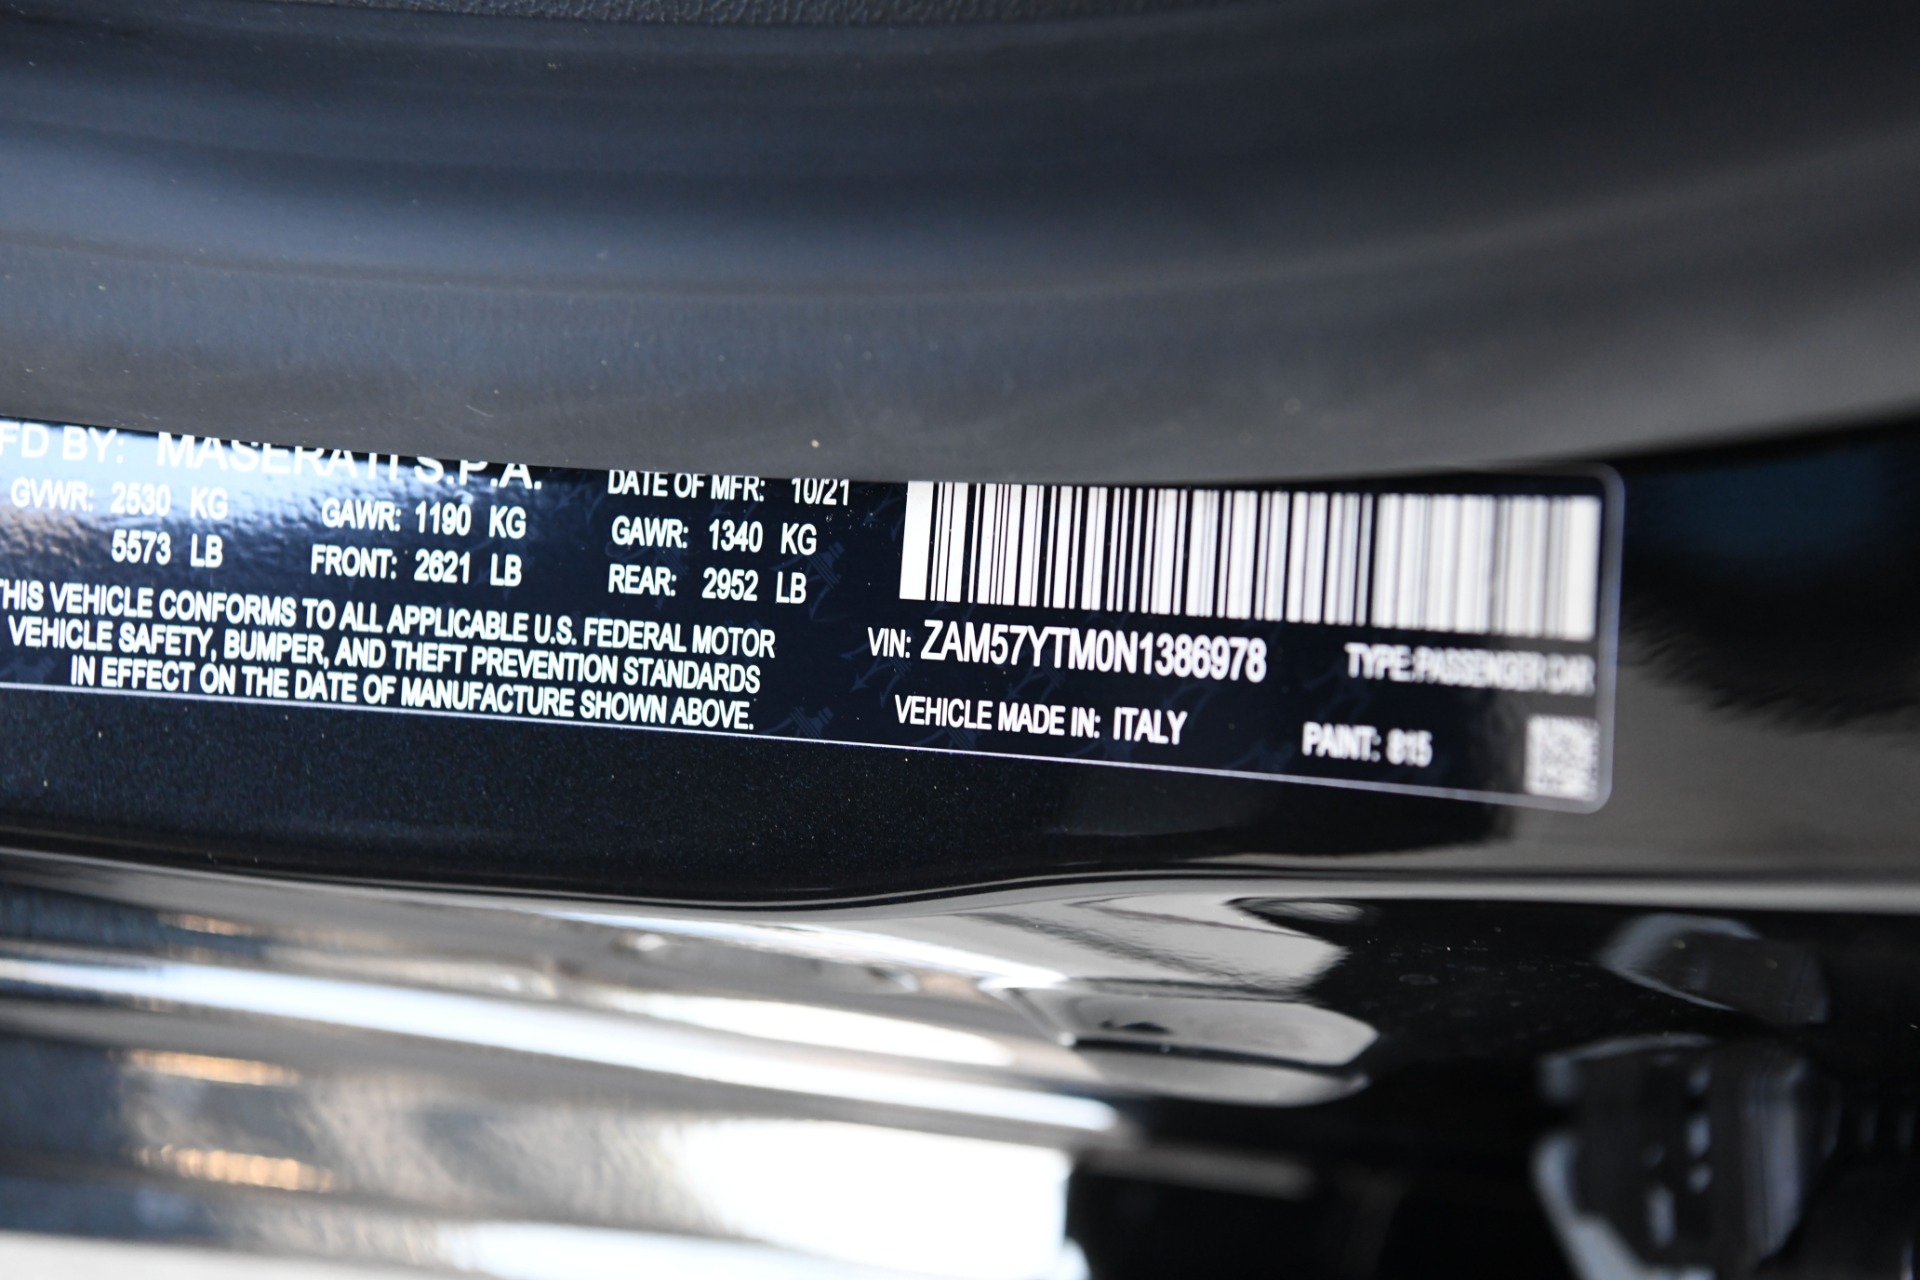 FD BY: MASERATI S.P.A. DATE OF MFR: 10/21
GVWR: 2530 KG GAWR: 1190 KG GAWR: 1340 KG
5573 LB FRONT: 2621 LB REAR: 2952 LB
THIS VEHICLE CONFORMS TO ALL APPLICABLE U.S. FEDERAL MOTOR
VEHICLE SAFETY, BUMPER, AND THEFT PREVENTION STANDARDS
IN EFFECT ON THE DATE OF MANUFACTURE SHOWN ABOVE.
VIN: ZAM57YTM0N1386978 TYPE: PASSENGER CAR
VEHICLE MADE IN: ITALY PAINT: 815